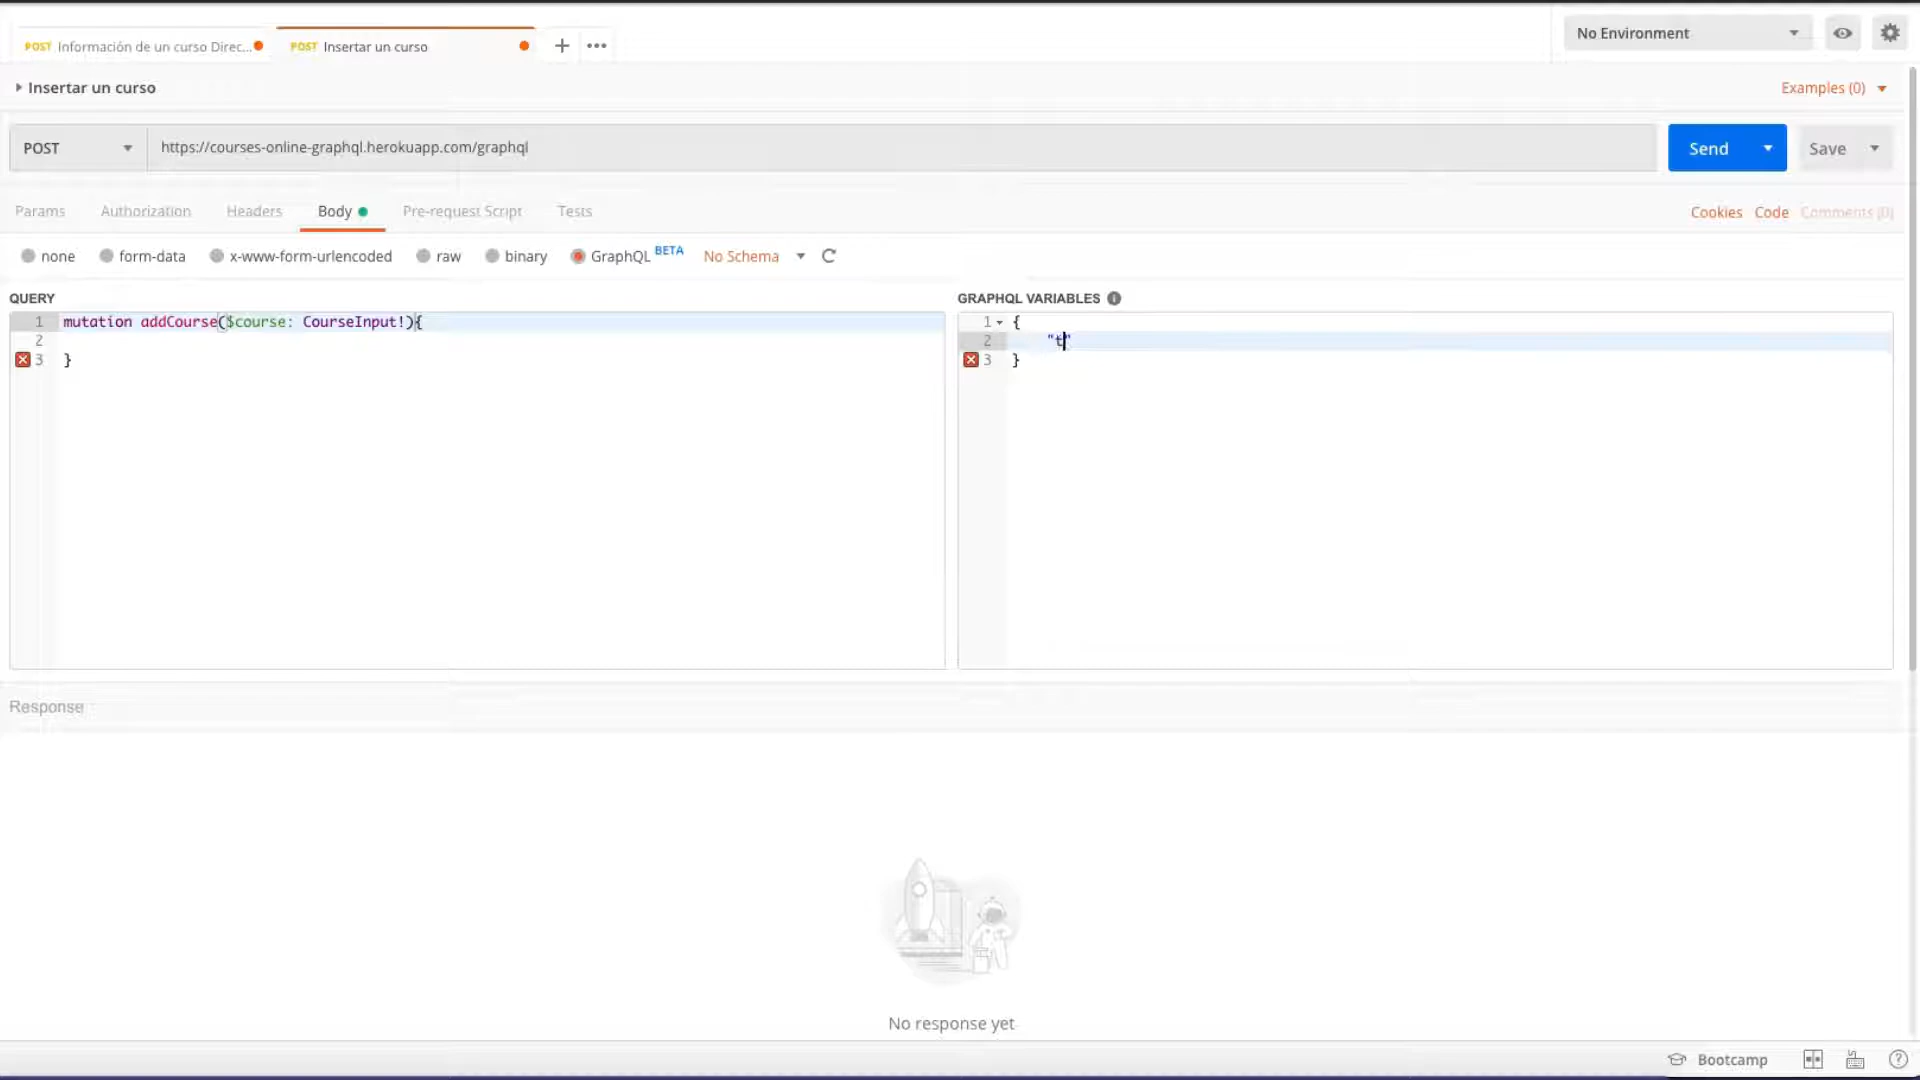 POST Información de un curso Direc...
POST Insertar un curso
No Environment
Insertar un curso
Examples (0)
POST
https://courses-online-graphql.herokuapp.com/graphql
Send
Save
Params
Authorization
Headers
Body
Pre-request Script
Tests
Cookies
Code
Comments (0)
none
form-data
x-www-form-urlencoded
raw
binary
GraphQL BETA
No Schema
QUERY
1 mutation addCourse($course: CourseInput!){
2
3 }
GRAPHQL VARIABLES
1 {
2 "t"
3 }
Response
No response yet
Bootcamp